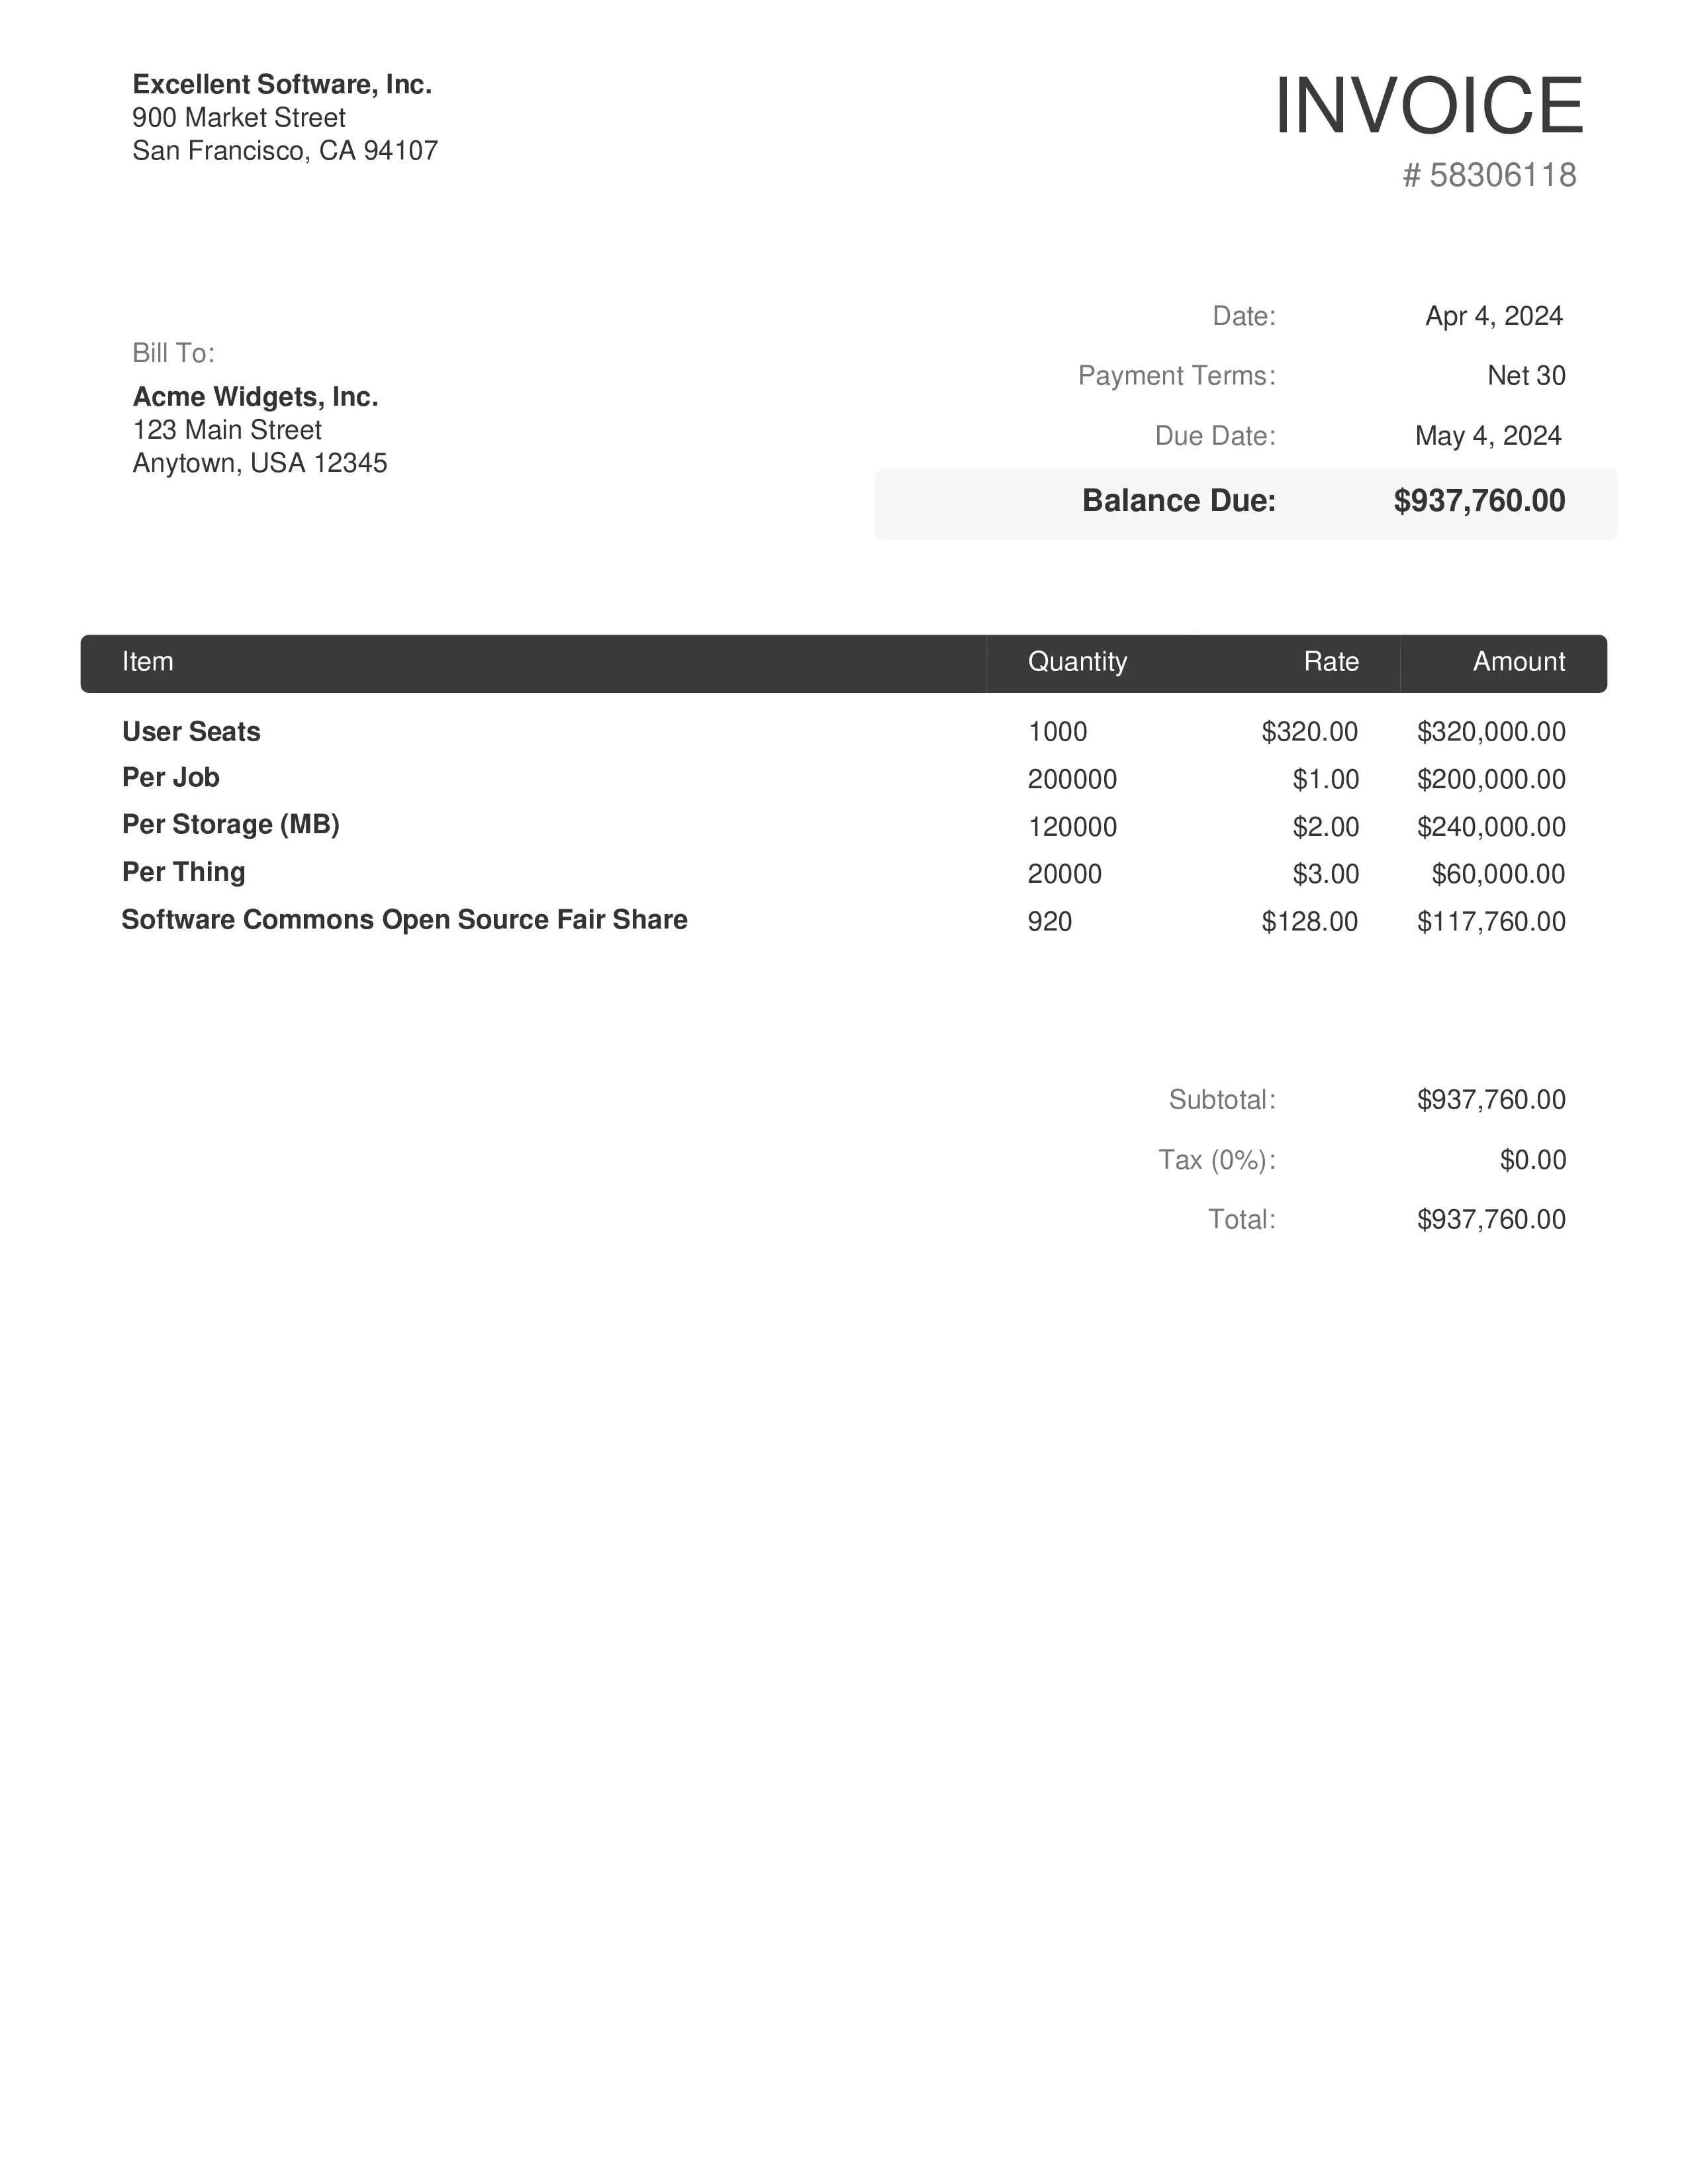 Excellent Software, Inc.
900 Market Street
San Francisco, CA 94107
INVOICE
# 58306118
Bill To:
Acme Widgets, Inc.
123 Main Street
Anytown, USA 12345
Date: Apr 4, 2024
Payment Terms: Net 30
Due Date: May 4, 2024
Balance Due: $937,760.00
Item Quantity Rate Amount
User Seats 1000 $320.00 $320,000.00
Per Job 200000 $1.00 $200,000.00
Per Storage (MB) 120000 $2.00 $240,000.00
Per Thing 20000 $3.00 $60,000.00
Software Commons Open Source Fair Share 920 $128.00 $117,760.00
Subtotal: $937,760.00
Tax (0%): $0.00
Total: $937,760.00